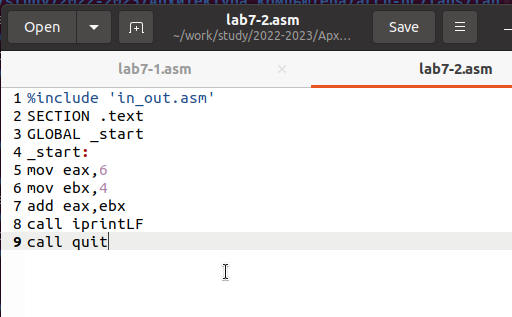 lab7-2.asm
Open
~/work/study/2022-2023/Apx...
Save
lab7-1.asm × lab7-2.asm
1 %include 'in_out.asm'
2 SECTION .text
3 GLOBAL _start
4 _start:
5 mov eax,6
6 mov ebx,4
7 add eax,ebx
8 call iprintLF
9 call quit